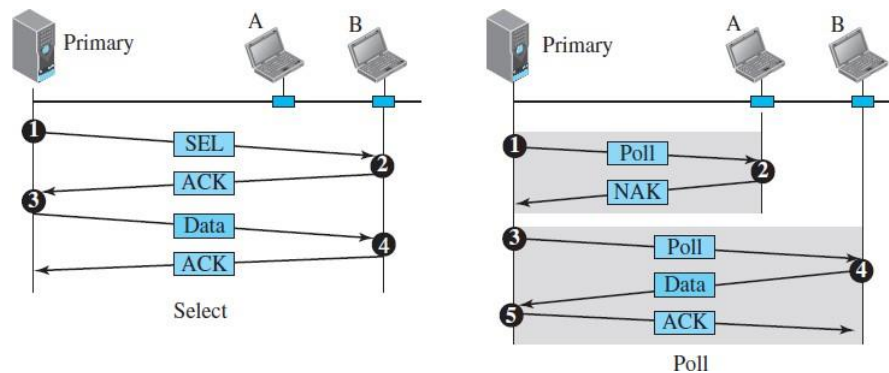 A
B
Primary
1
SEL
2
ACK
3
Data
4
ACK
Select
A
B
Primary
1
Poll
2
NAK
3
Poll
4
Data
5
ACK
Poll